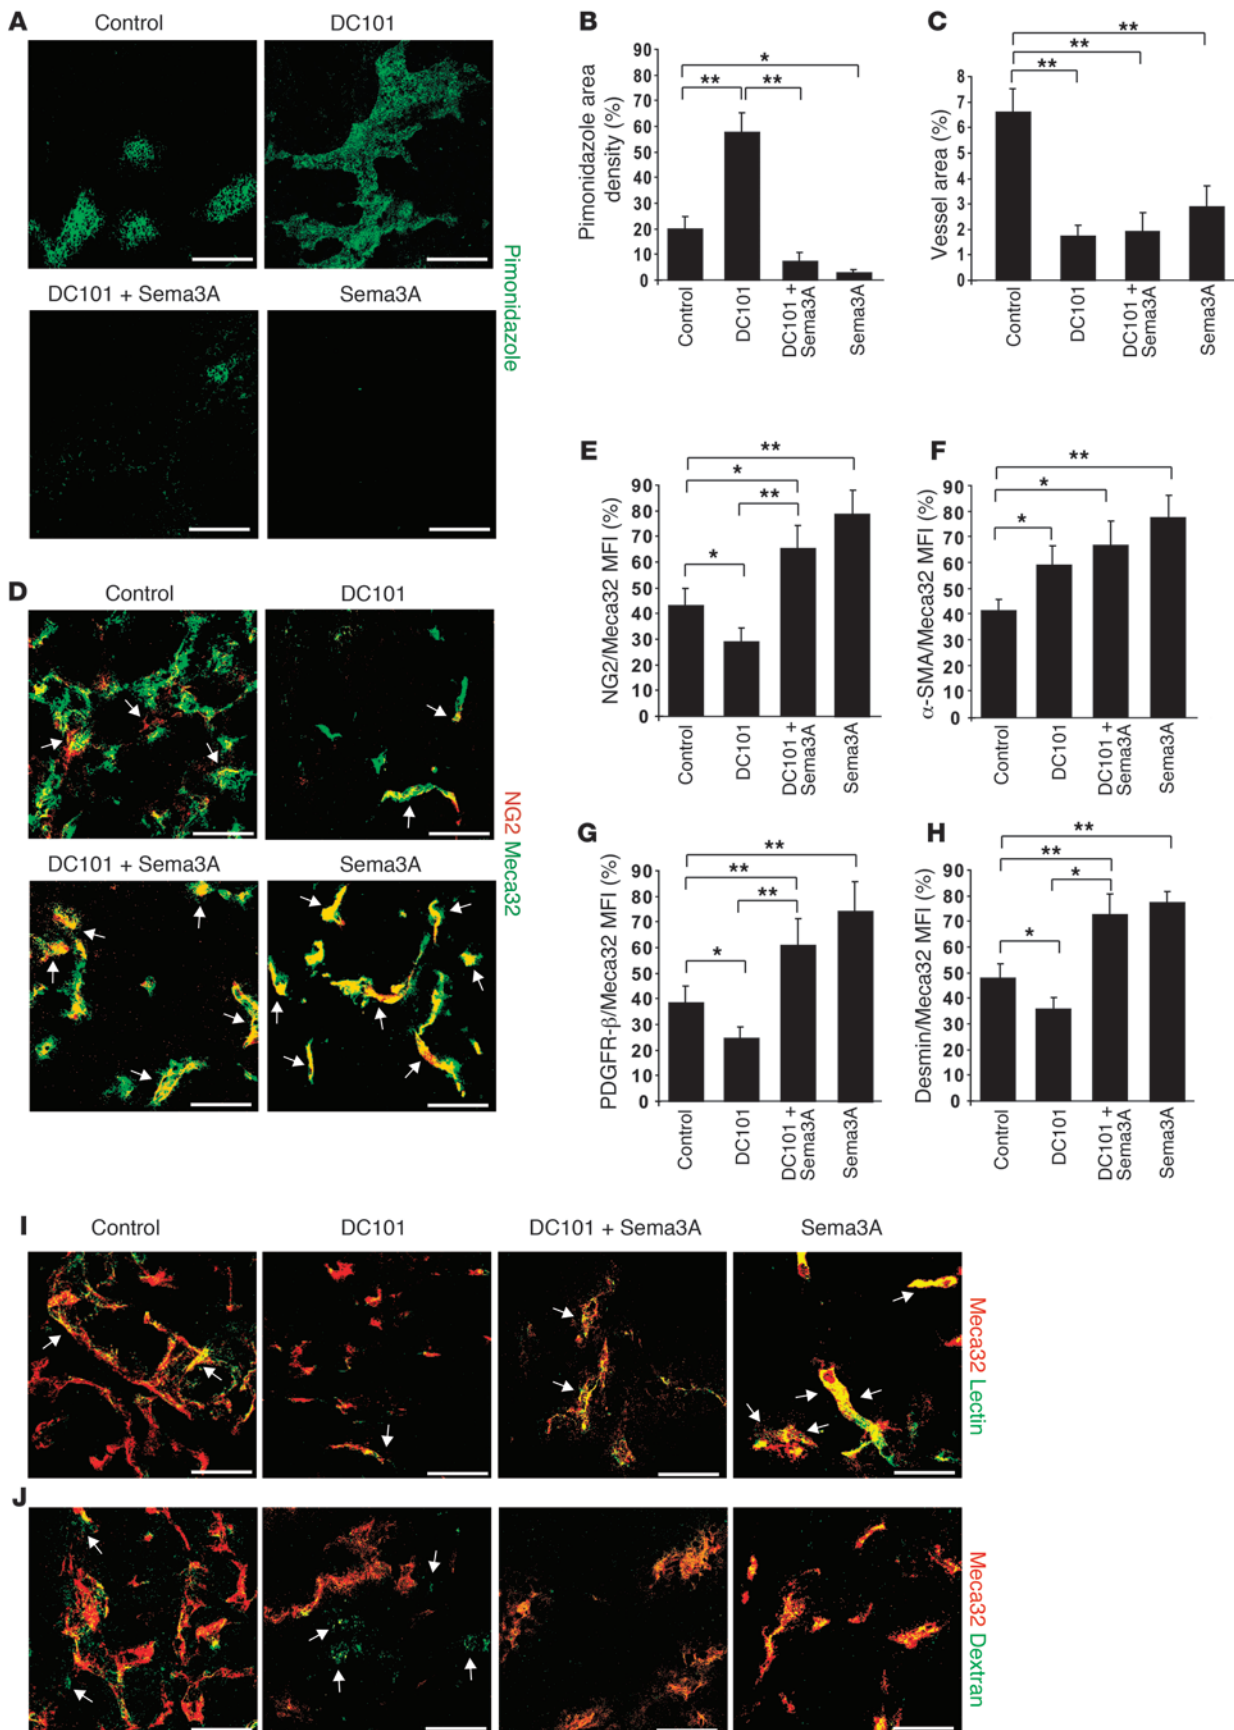 A
Control
DC101
DC101 + Sema3A
Sema3A
Pimonidazole
B
Pimonidazole area
density (%)
90
80
70
60
50
40
30
20
10
0
*
**
**
Control
DC101
DC101 +
Sema3A
Sema3A
C
Vessel area (%)
8
7
6
5
4
3
2
1
0
**
**
**
Control
DC101
DC101 +
Sema3A
Sema3A
D
Control
DC101
DC101 + Sema3A
Sema3A
NG2 Meca32
E
NG2/Meca32 MFI (%)
90
80
70
60
50
40
30
20
10
0
**
*
**
*
Control
DC101
DC101 +
Sema3A
Sema3A
F
α-SMA/Meca32 MFI (%)
90
80
70
60
50
40
30
20
10
0
**
*
*
Control
DC101
DC101 +
Sema3A
Sema3A
G
PDGFR-β/Meca32 MFI (%)
90
80
70
60
50
40
30
20
10
0
**
**
**
*
Control
DC101
DC101 +
Sema3A
Sema3A
H
Desmin/Meca32 MFI (%)
90
80
70
60
50
40
30
20
10
0
**
**
*
*
Control
DC101
DC101 +
Sema3A
Sema3A
I
Control
DC101
DC101 + Sema3A
Sema3A
Meca32 Lectin
J
Meca32 Dextran